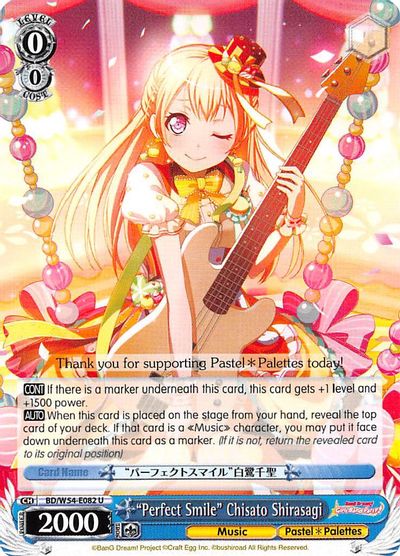 LEVEL
0
0
COST
Thank you for supporting Pastel＊Palettes today!
CONT If there is a marker underneath this card, this card gets +1 level and
+1500 power.
AUTO When this card is placed on the stage from your hand, reveal the top
card of your deck. If that card is a «Music» character, you may put it face
down underneath this card as a marker. (If it is not, return the revealed card
to its original position)
Card Name "パーフェクトスマイル"白鷺千聖
CH BD/W54-E082 U
POWER 2000
"Perfect Smile" Chisato Shirasagi
Music Pastel＊Palettes
©BanG Dream! Project ©Craft Egg Inc. ©bushiroad All Rights Reserved.